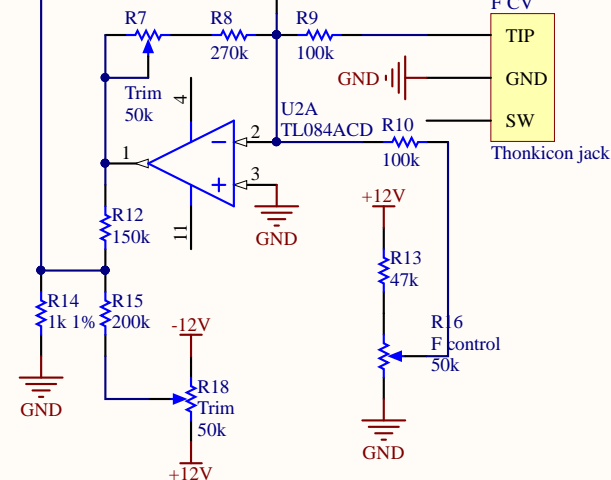 F CV
R7
R8
R9
270k
100k
TIP
GND
GND
SW
Thonkicon jack
Trim
50k
4
U2A
TL084ACD
R10
100k
1
2
3
11
+12V
GND
R12
150k
R13
47k
R14
1k 1%
R15
200k
-12V
R16
F control
50k
R18
Trim
50k
GND
GND
+12V